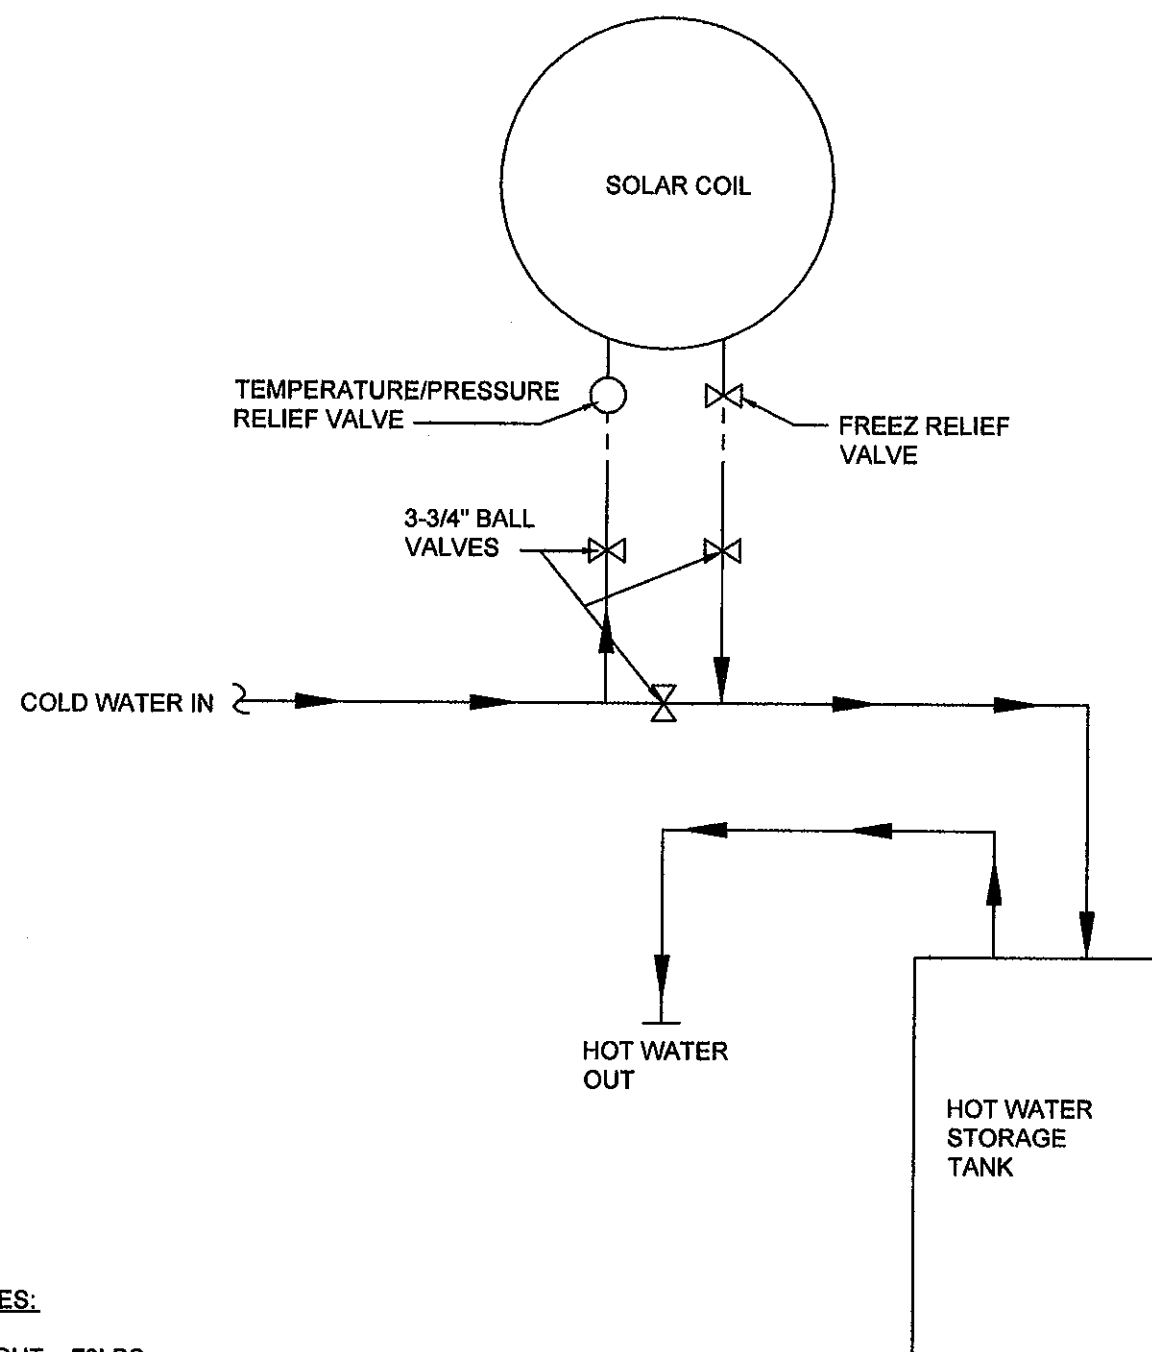 SOLAR COIL
TEMPERATURE/PRESSURE
RELIEF VALVE
FREEZ RELIEF
VALVE
3-3/4" BALL
VALVES
COLD WATER IN
HOT WATER
OUT
HOT WATER
STORAGE
TANK
ES: